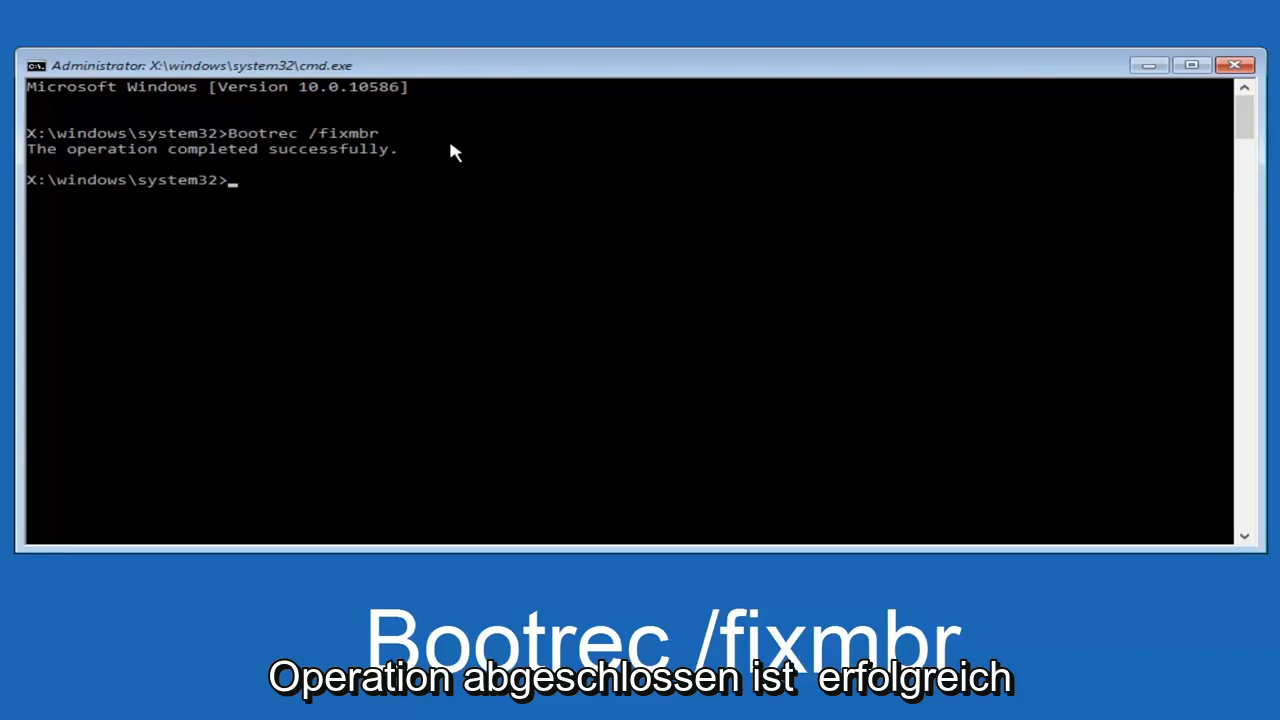 Administrator: X:\windows\system32\cmd.exe
Microsoft Windows [Version 10.0.10586]
X:\windows\system32>Bootrec /fixmbr
The operation completed successfully.
X:\windows\system32>_
Bootrec /fixmbr
Operation abgeschlossen ist  erfolgreich